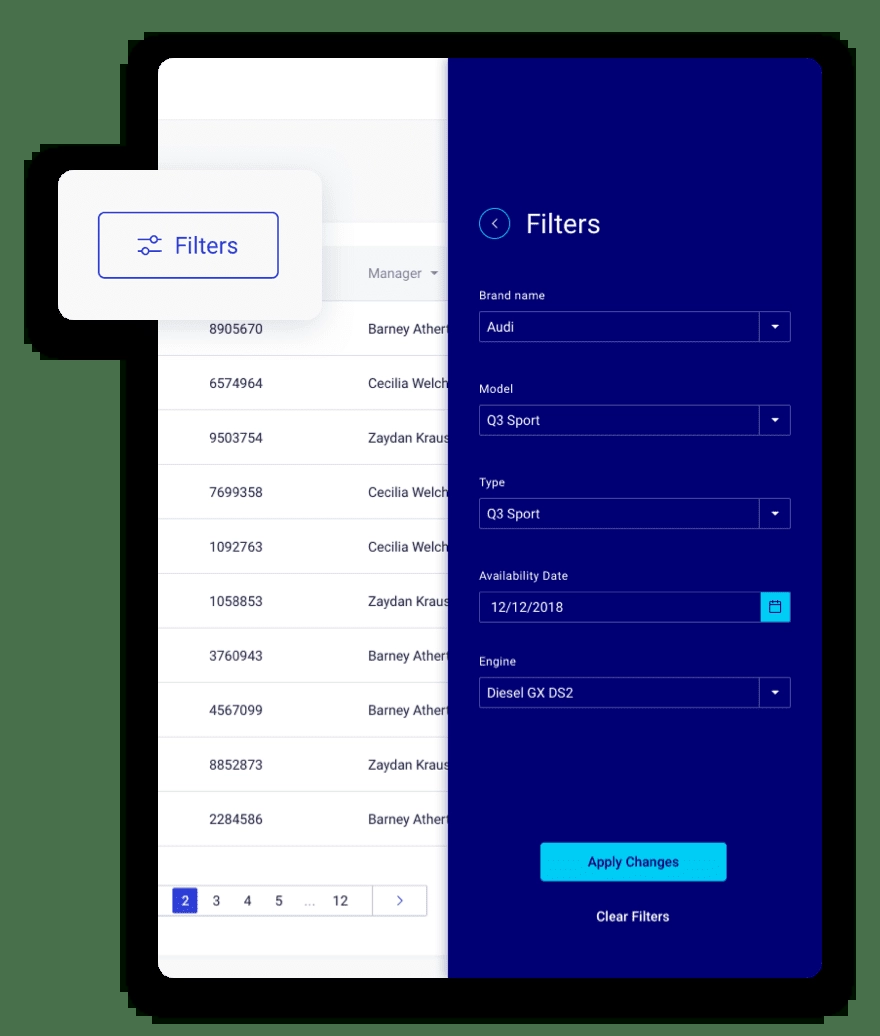 Filters
Manager
8905670 Barney Athert
6574964 Cecilia Welch
9503754 Zaydan Kraus
7699358 Cecilia Welch
1092763 Cecilia Welch
1058853 Zaydan Kraus
3760943 Barney Athert
4567099 Barney Athert
8852873 Zaydan Kraus
2284586 Barney Athert
2 3 4 5 ... 12
Filters
Brand name
Audi
Model
Q3 Sport
Type
Q3 Sport
Availability Date
12/12/2018
Engine
Diesel GX DS2
Apply Changes
Clear Filters